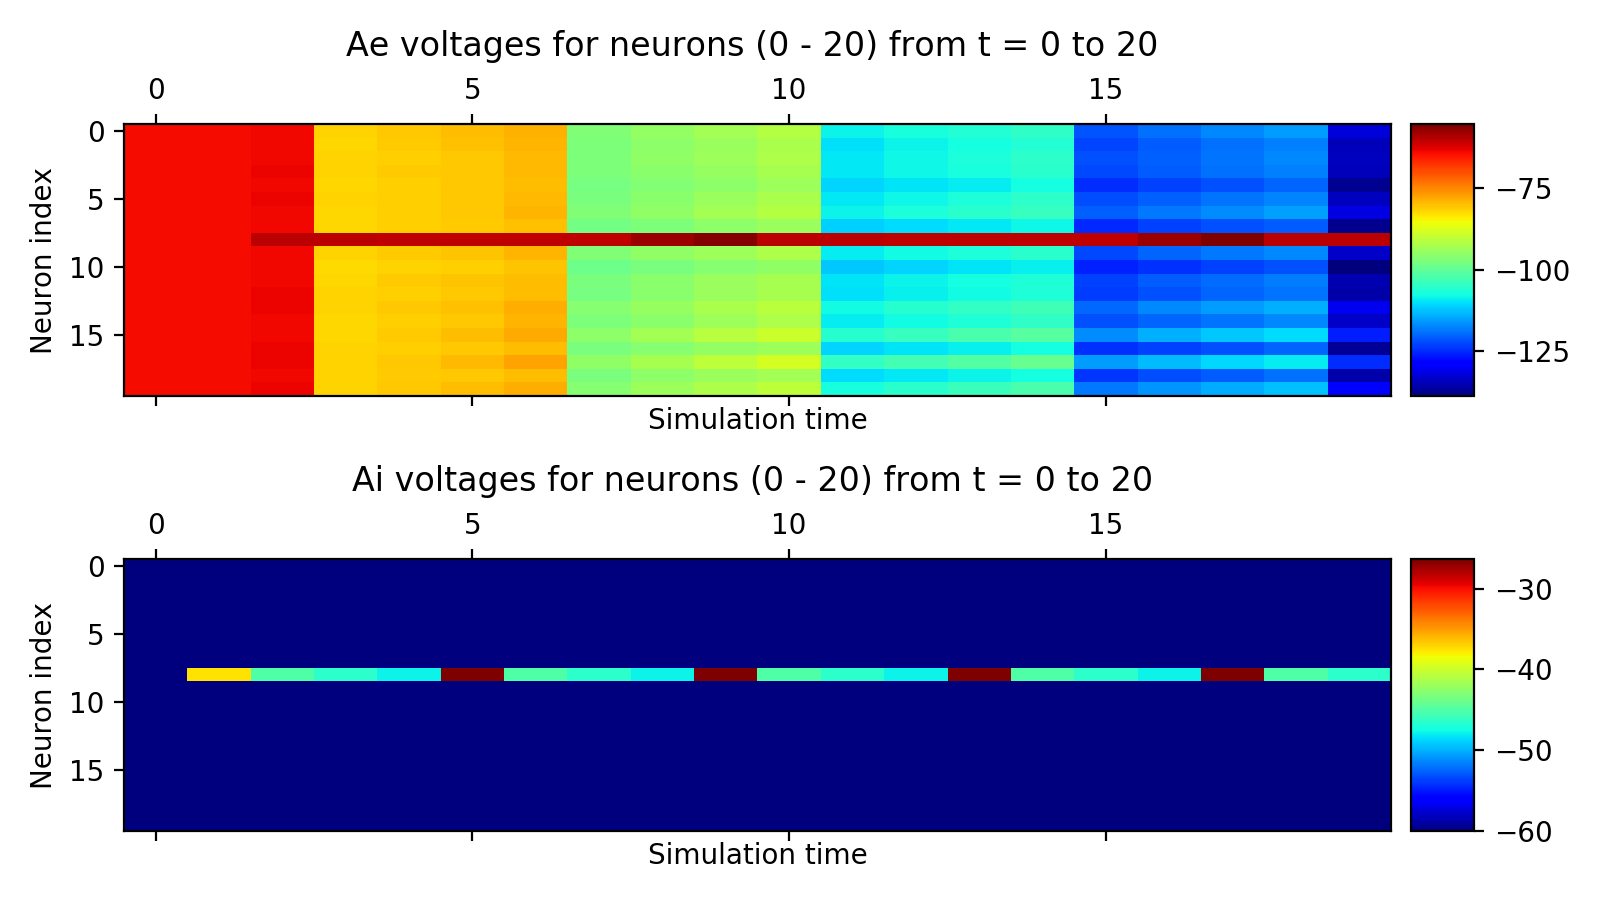 Ae voltages for neurons (0 - 20) from t = 0 to 20
0 5 10 15
Neuron index
0
5
10
15
Simulation time
−75
−100
−125
Ai voltages for neurons (0 - 20) from t = 0 to 20
0 5 10 15
Neuron index
0
5
10
15
Simulation time
−30
−40
−50
−60